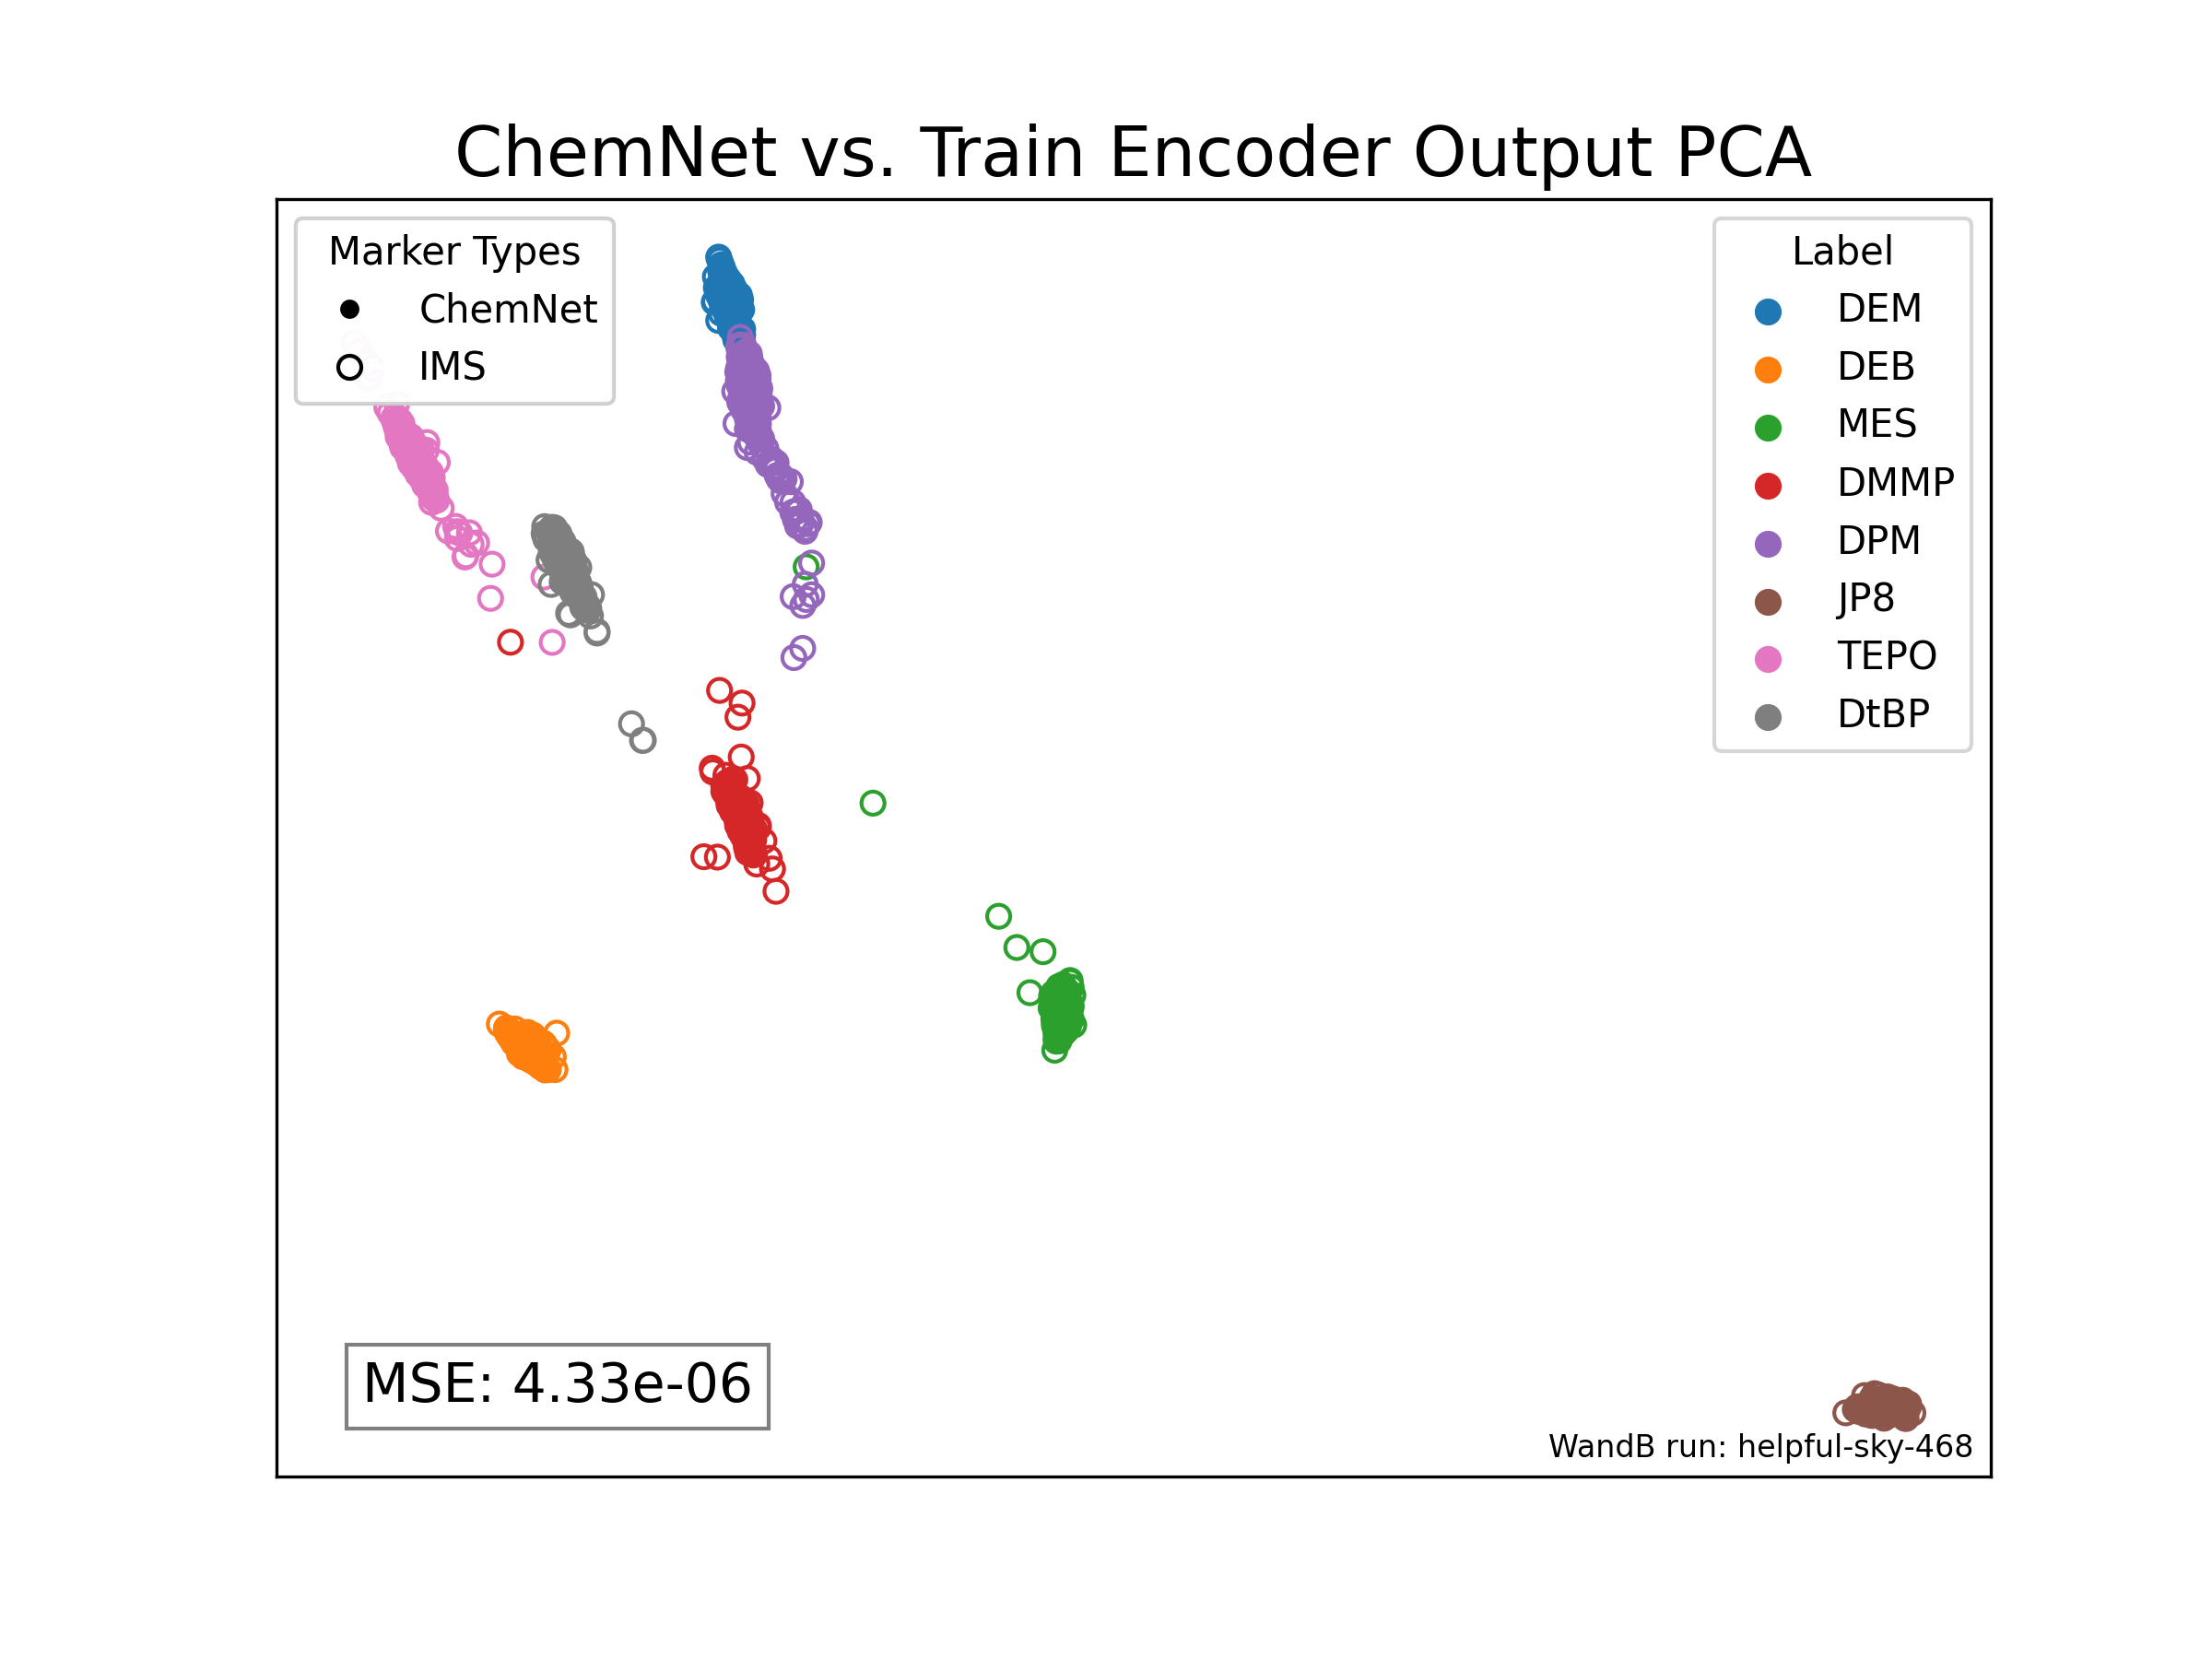 ChemNet vs. Train Encoder Output PCA
Marker Types
ChemNet
IMS
Label
DEM
DEB
MES
DMMP
DPM
JP8
TEPO
DtBP
MSE: 4.33e-06
WandB run: helpful-sky-468